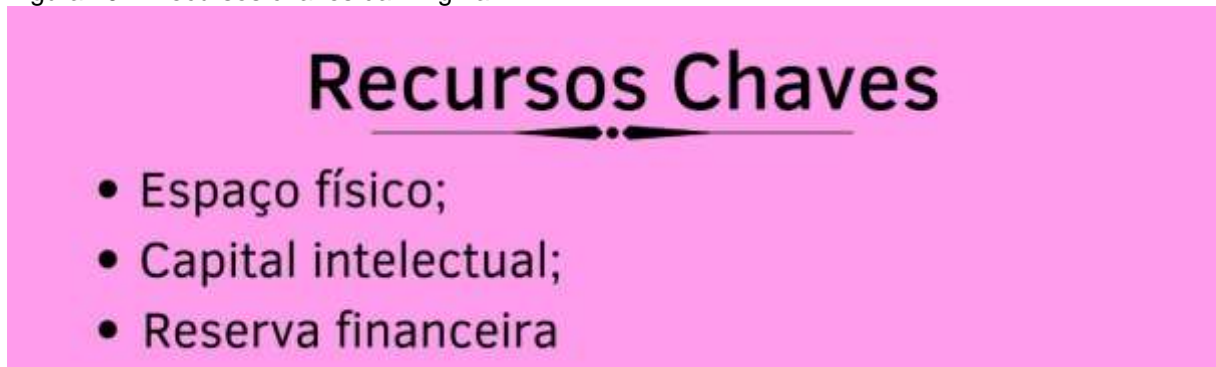 Recursos Chaves
• Espaço físico;
• Capital intelectual;
• Reserva financeira